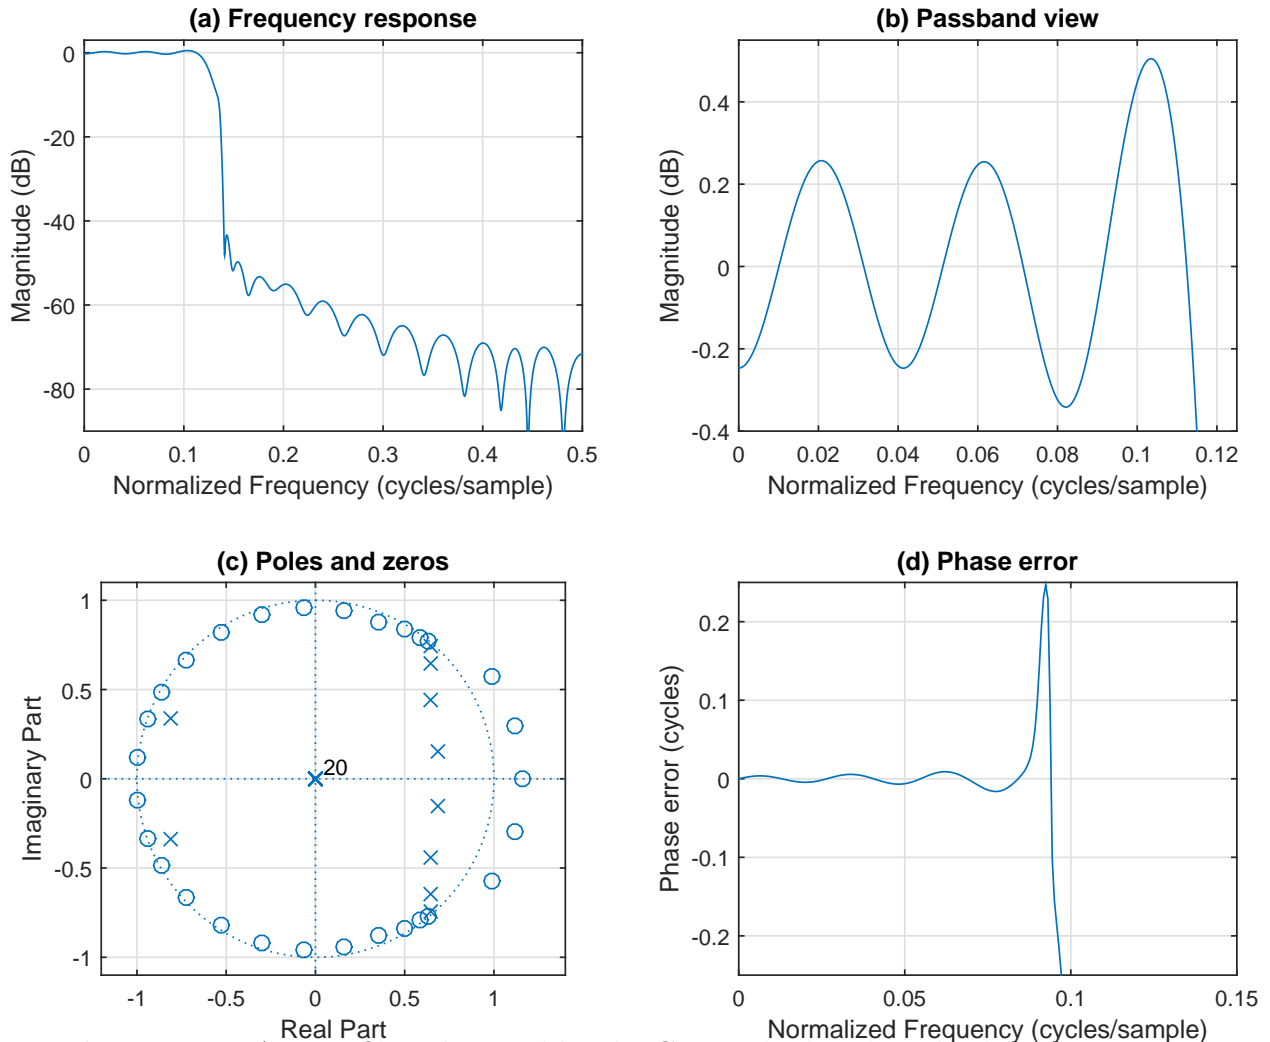 (a) Frequency response
0
-20
-40
-60
-80
Magnitude (dB)
0 0.1 0.2 0.3 0.4 0.5
Normalized Frequency (cycles/sample)
(b) Passband view
0.4
0.2
0
-0.2
-0.4
Magnitude (dB)
0 0.02 0.04 0.06 0.08 0.1 0.12
Normalized Frequency (cycles/sample)
(c) Poles and zeros
1
0.5
0
-0.5
-1
Imaginary Part
20
-1 -0.5 0 0.5 1
Real Part
(d) Phase error
0.2
0.1
0
-0.1
-0.2
Phase error (cycles)
0 0.05 0.1 0.15
Normalized Frequency (cycles/sample)